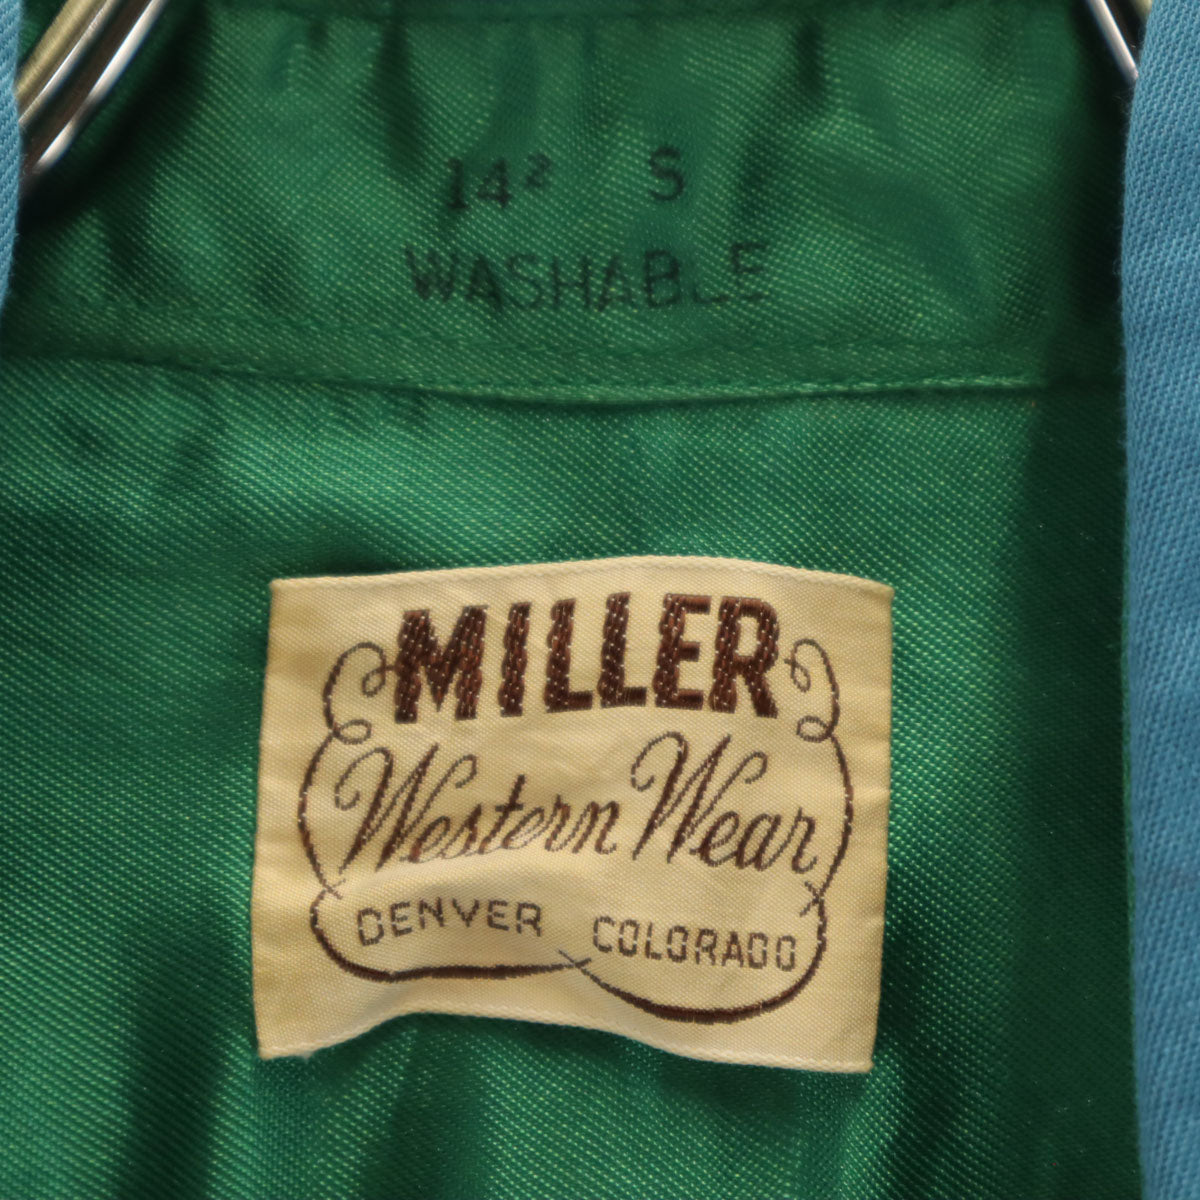 14² S
WASHABLE
MILLER
Western Wear
DENVER COLORADO